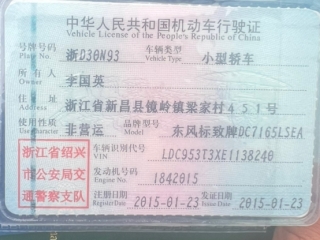 中华人民共和国机动车行驶证
Vehicle License of the People's Republic of China
号牌号码 浙D30N93 车辆类型 小型轿车
Plate No. Vehicle Type
所有人 李国英
Owner
住址 浙江省新昌县镜岭镇梁家村451号
Address
使用性质 非营运 品牌型号 东风标致牌DC7165LSEA
Use Character Model
浙江省绍兴 车辆识别代号 LDC953T3XE1138240
VIN
市公安局交 发动机号码 1842015
Engine No.
通警察支队 注册日期 2015-01-23 发证日期 2015-01-23
Register Date Issue Date